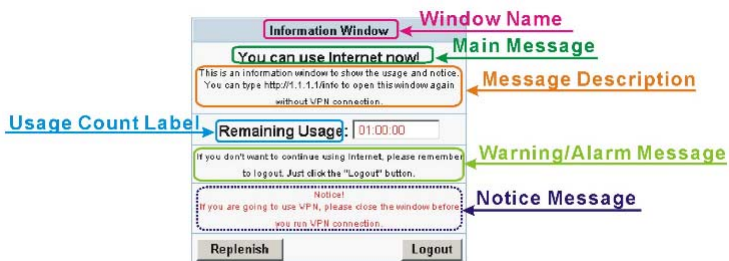 Window Name
Information Window
Main Message
You can use Internet now!
This is an information window to show the usage and notice.
You can type http://1.1.1.1/info to open this window again
without VPN connection.
Message Description
Usage Count Label
Remaining Usage: 01:00:00
If you don't want to continue using Internet, please remember
to logout. Just click the "Logout" button.
Warning/Alarm Message
Notice!
If you are going to use VPN, please close the window before
you run VPN connection.
Notice Message
Replenish Logout